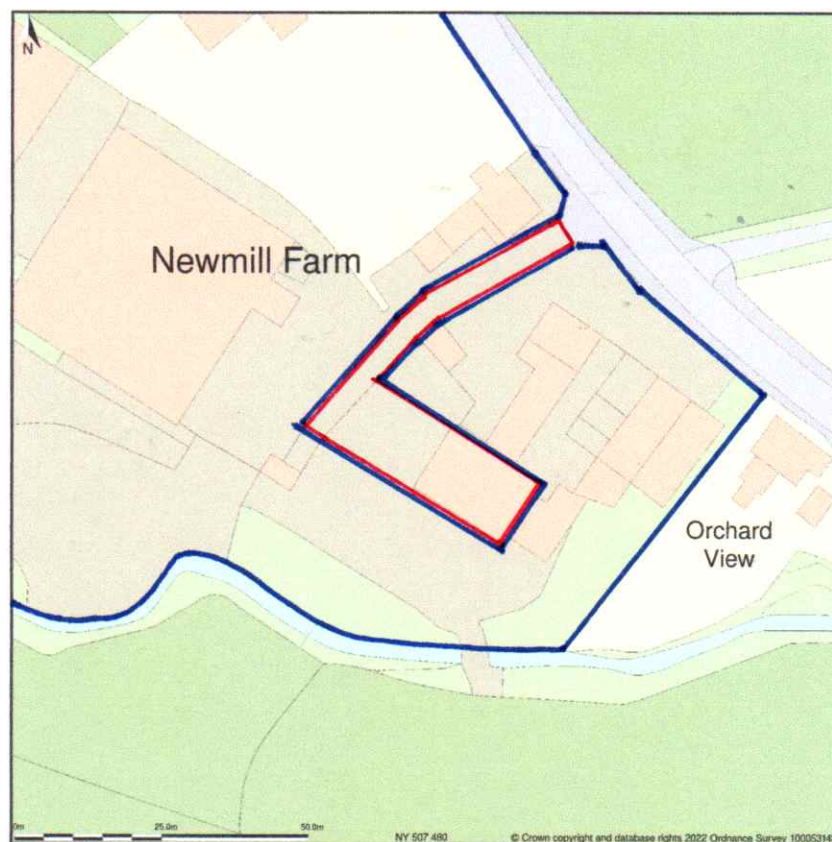 N
Newmill Farm
Orchard
View
0m 25.0m 50.0m
NY 507 480
© Crown copyright and database rights 2022 Ordnance Survey